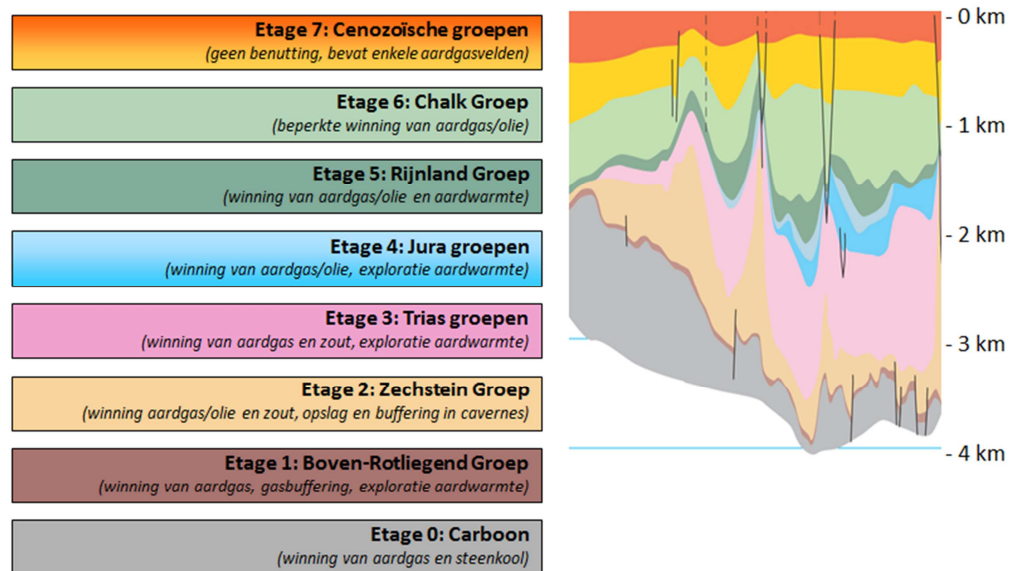 Etage 7: Cenozoïsche groepen
(geen benutting, bevat enkele aardgasvelden)
Etage 6: Chalk Groep
(beperkte winning van aardgas/olie)
Etage 5: Rijnland Groep
(winning van aardgas/olie en aardwarmte)
Etage 4: Jura groepen
(winning van aardgas/olie, exploratie aardwarmte)
Etage 3: Trias groepen
(winning van aardgas en zout, exploratie aardwarmte)
Etage 2: Zechstein Groep
(winning aardgas/olie en zout, opslag en buffering in cavernes)
Etage 1: Boven-Rotliegend Groep
(winning van aardgas, gasbuffering, exploratie aardwarmte)
Etage 0: Carboon
(winning van aardgas en steenkool)
- 0 km
- 1 km
- 2 km
- 3 km
- 4 km